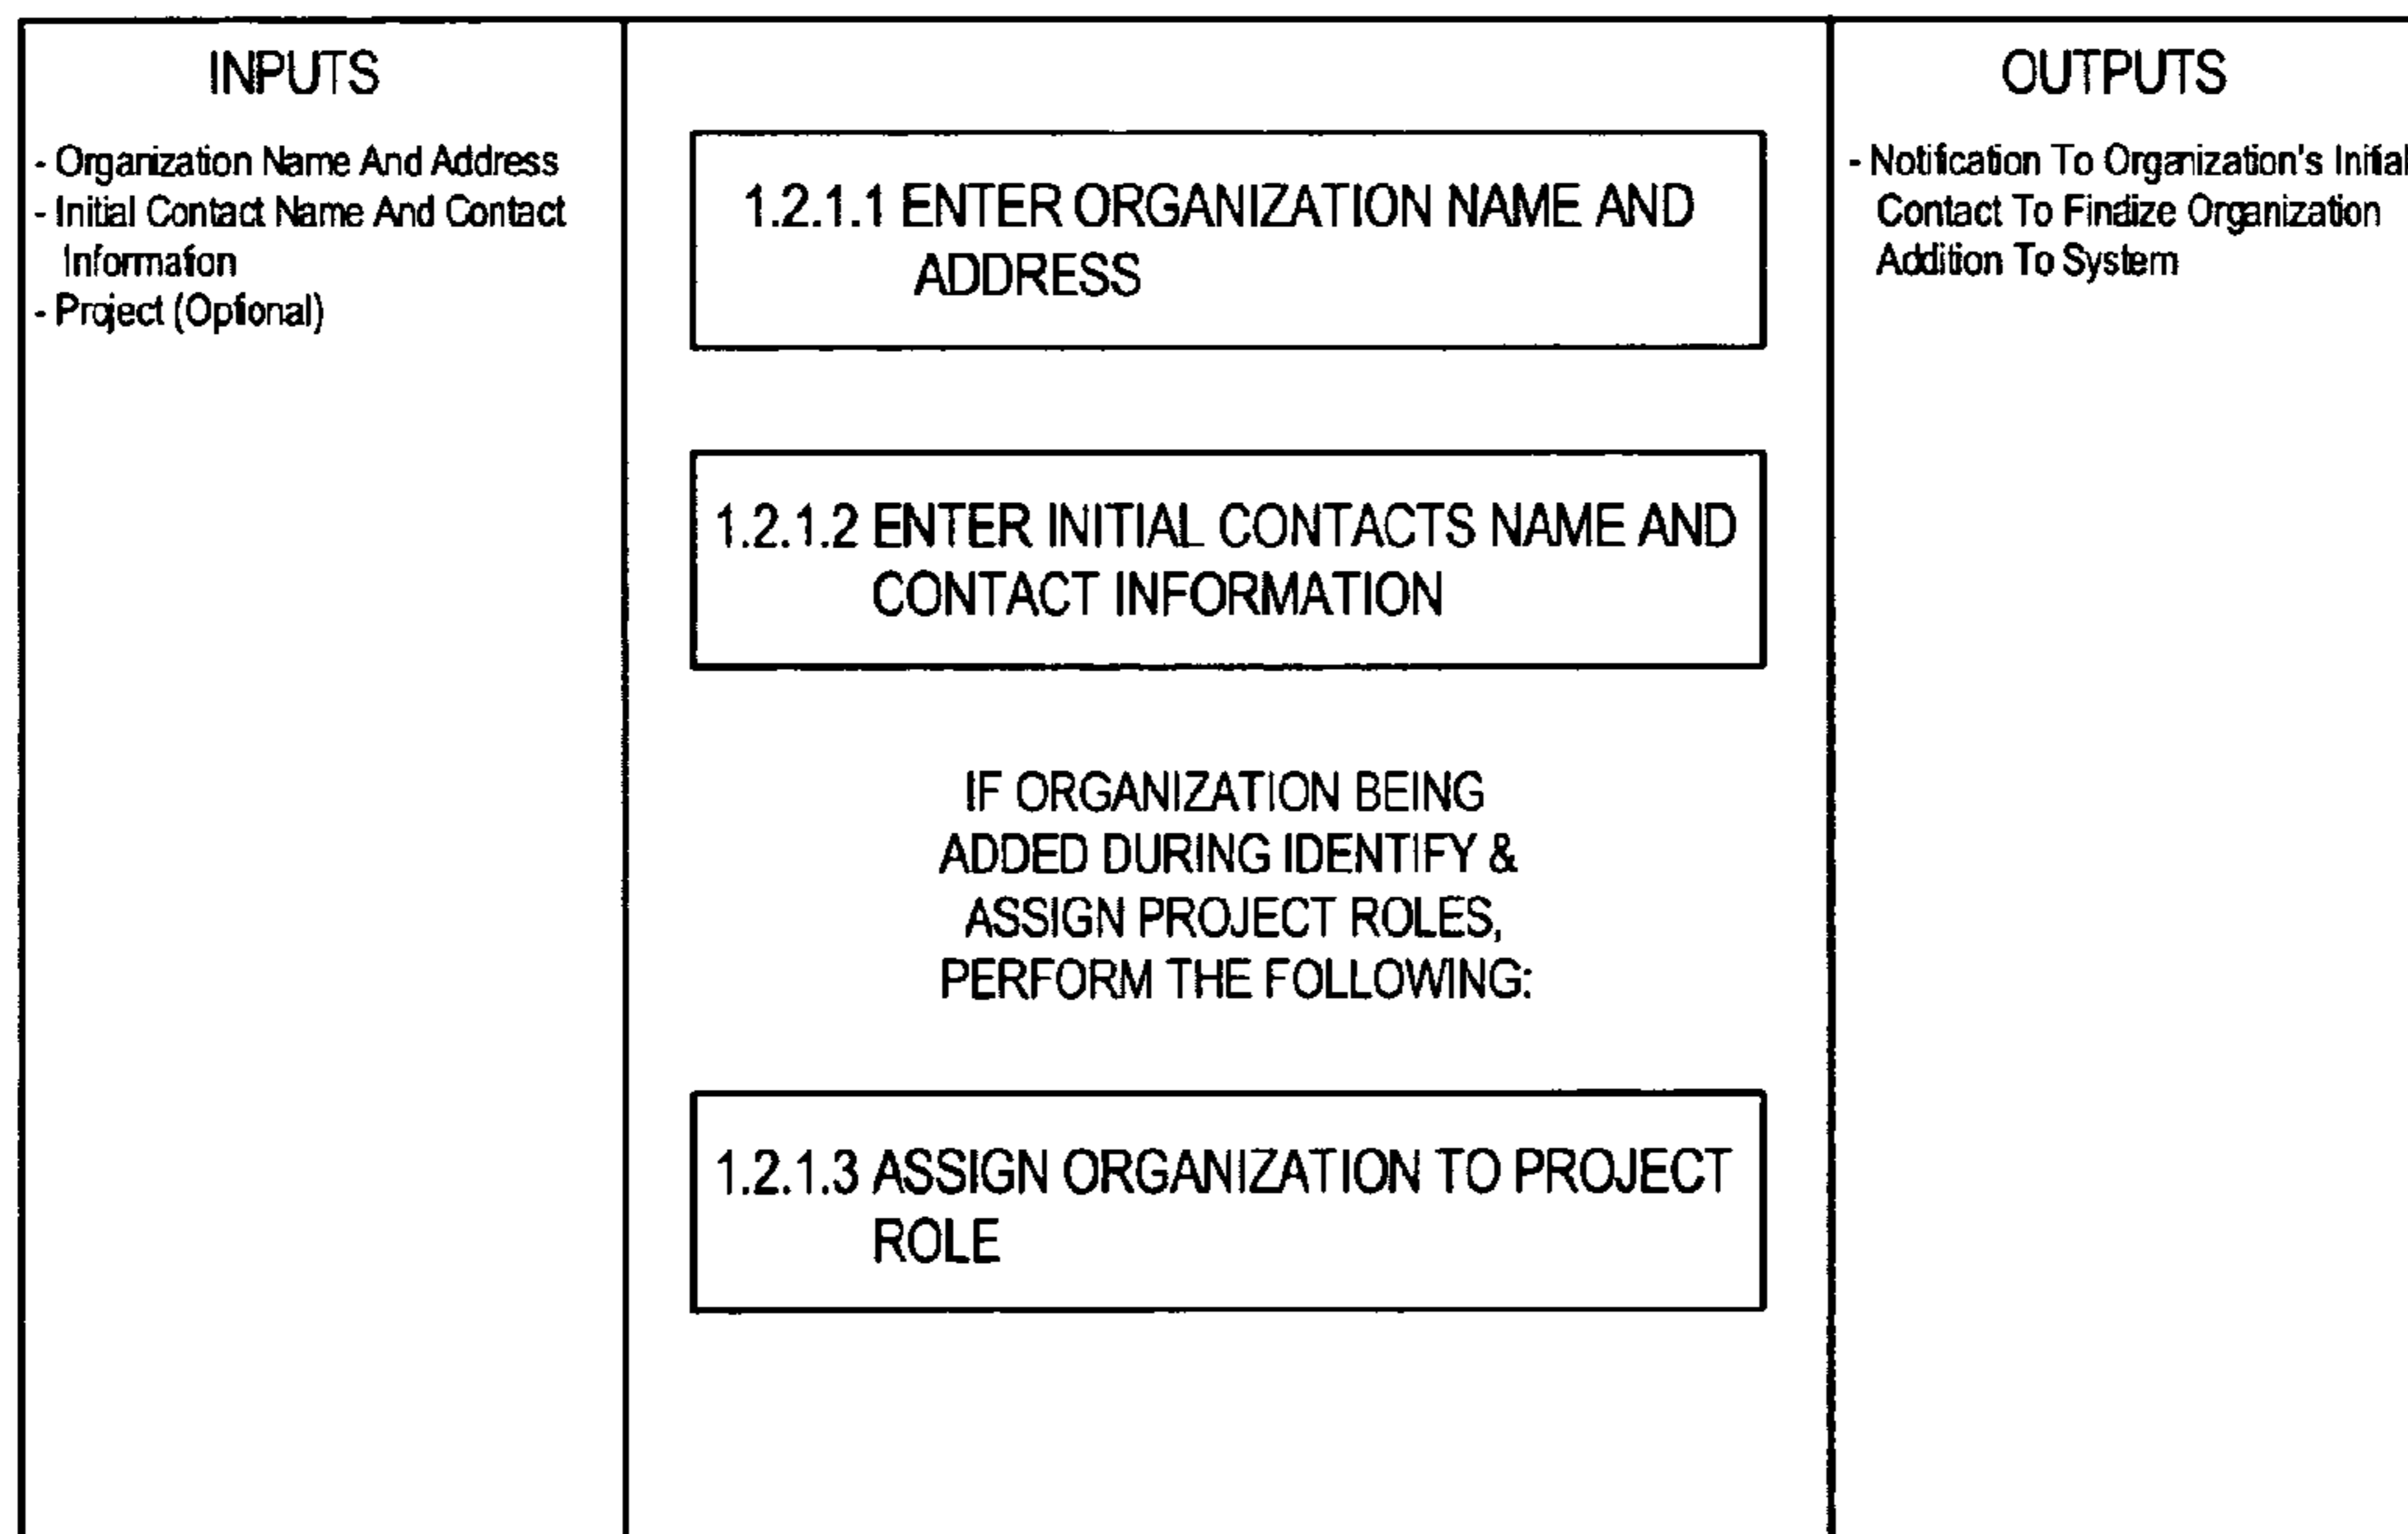 INPUTS
- Organization Name And Address
- Initial Contact Name And Contact
Information
- Project (Optional)
1.2.1.1 ENTER ORGANIZATION NAME AND
ADDRESS
1.2.1.2 ENTER INITIAL CONTACTS NAME AND
CONTACT INFORMATION
IF ORGANIZATION BEING
ADDED DURING IDENTIFY &
ASSIGN PROJECT ROLES,
PERFORM THE FOLLOWING:
1.2.1.3 ASSIGN ORGANIZATION TO PROJECT
ROLE
OUTPUTS
- Notification To Organization's Initial
Contact To Finalize Organization
Addition To System